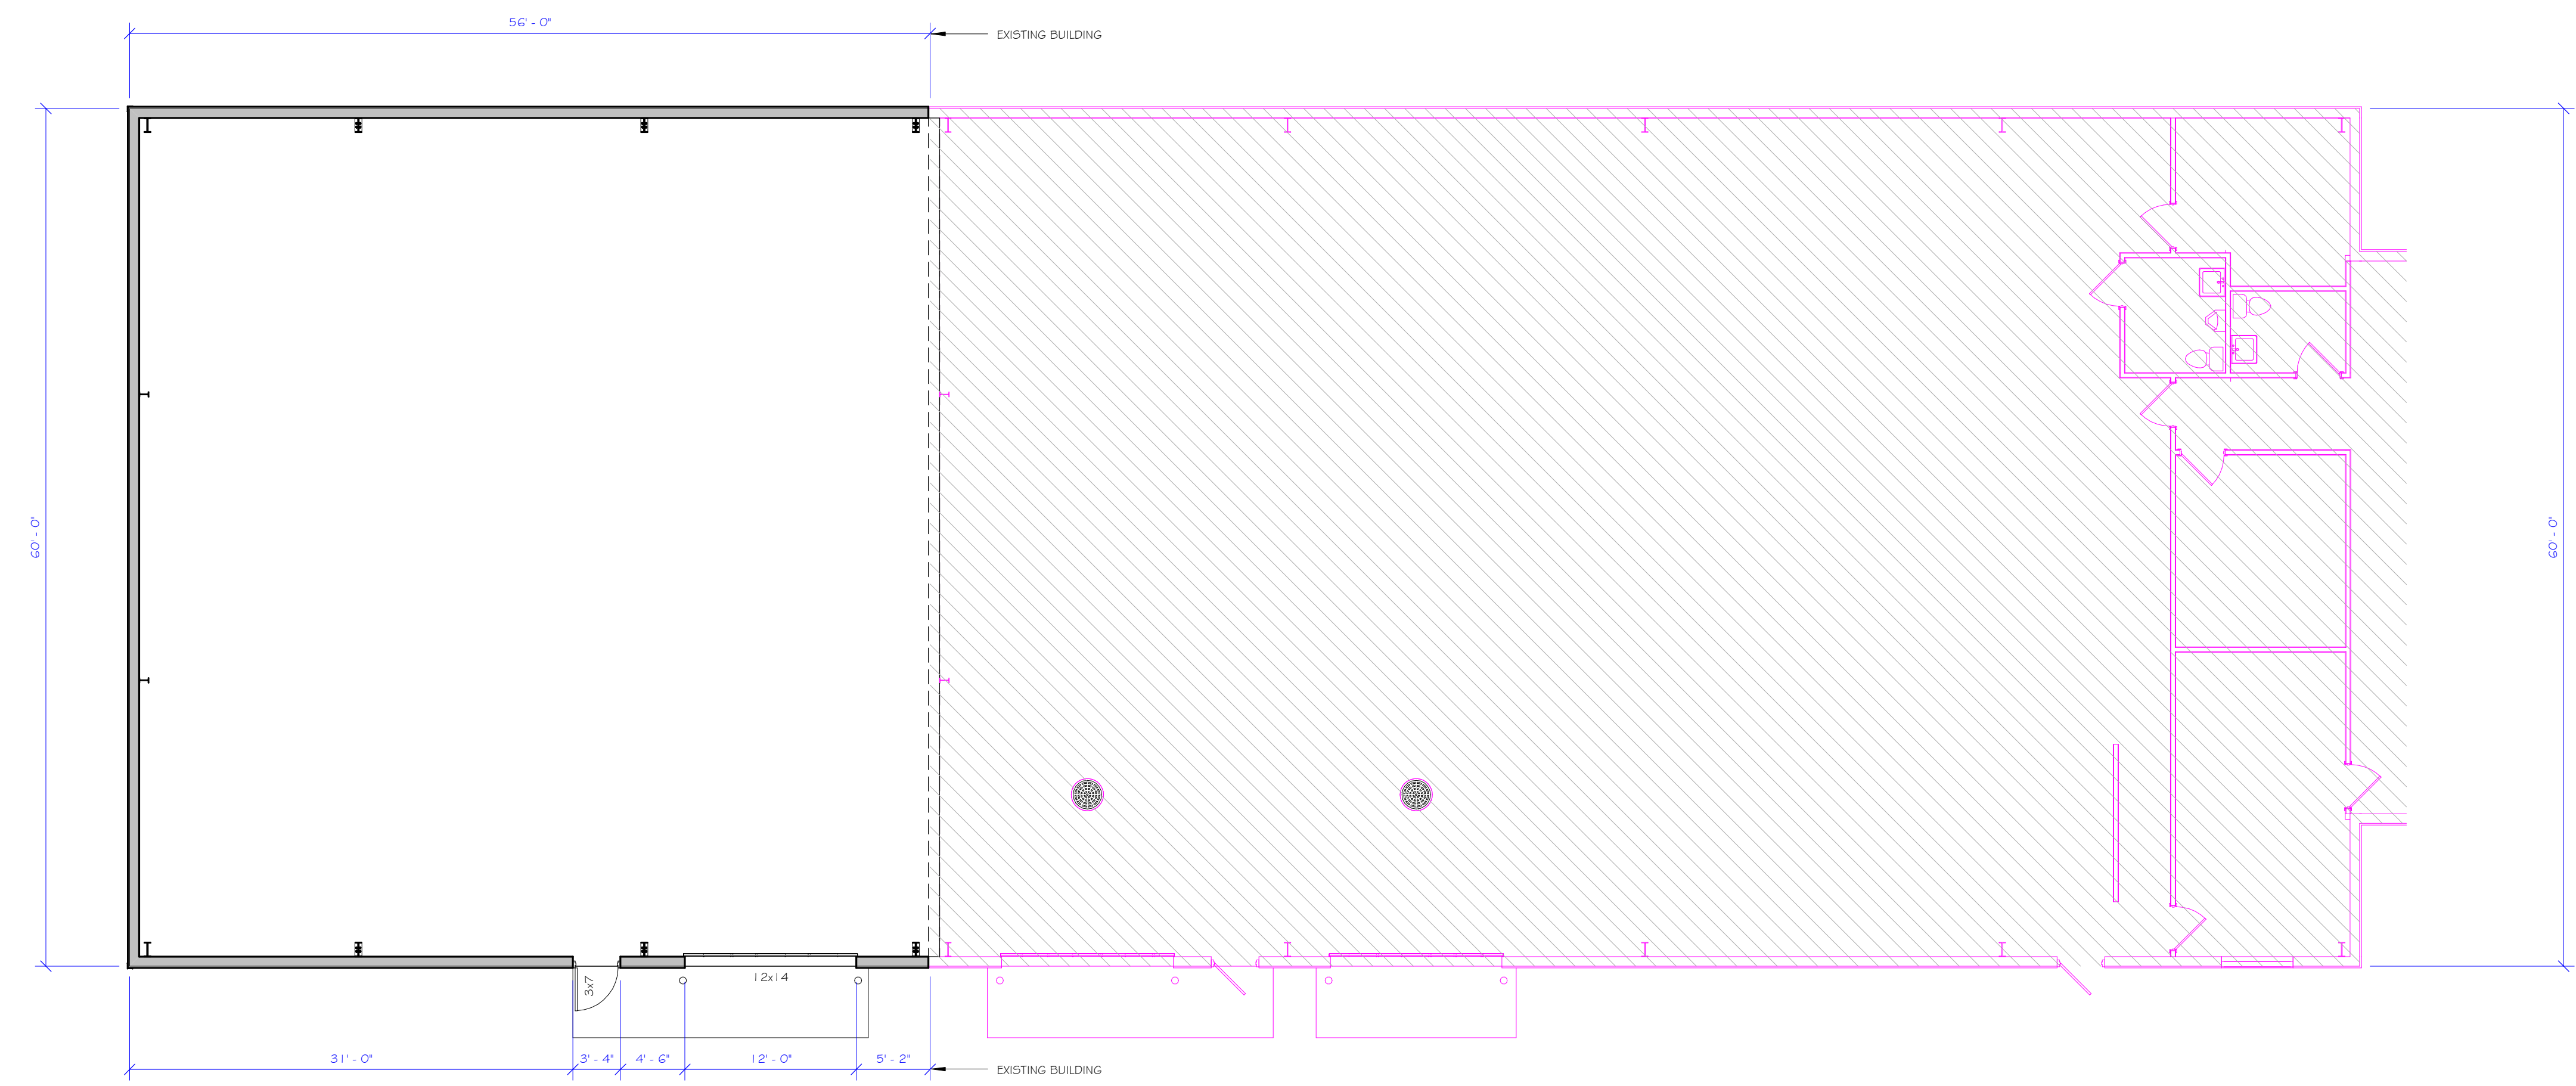 56' - 0"
EXISTING BUILDING
60' - 0"
60' - 0"
3x7
12x14
31' - 0"
3' - 4"
4' - 6"
12' - 0"
5' - 2"
EXISTING BUILDING